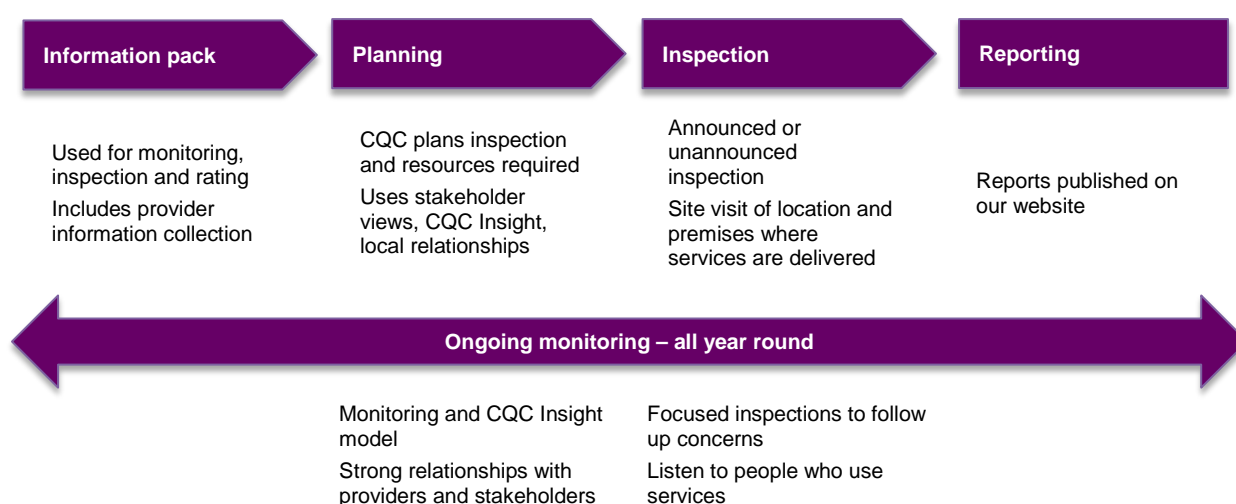 Information pack
Planning
Inspection
Reporting
Used for monitoring,
inspection and rating
Includes provider
information collection
CQC plans inspection
and resources required
Uses stakeholder
views, CQC Insight,
local relationships
Announced or
unannounced
inspection
Site visit of location and
premises where
services are delivered
Reports published on
our website
Ongoing monitoring – all year round
Monitoring and CQC Insight
model
Strong relationships with
providers and stakeholders
Focused inspections to follow
up concerns
Listen to people who use
services